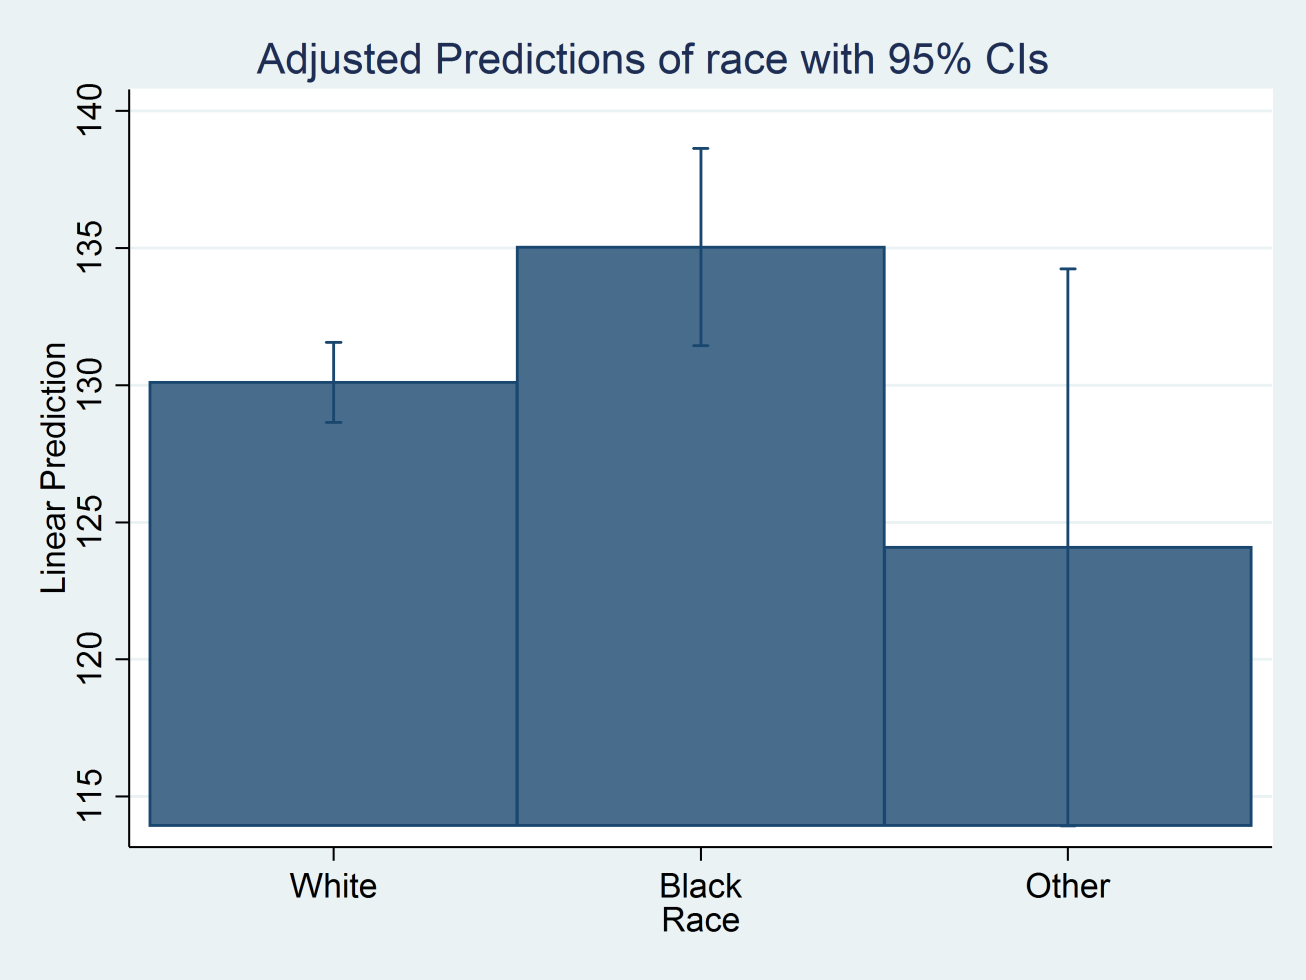 Adjusted Predictions of race with 95% CIs
Linear Prediction
140
135
130
125
120
115
White
Black
Other
Race